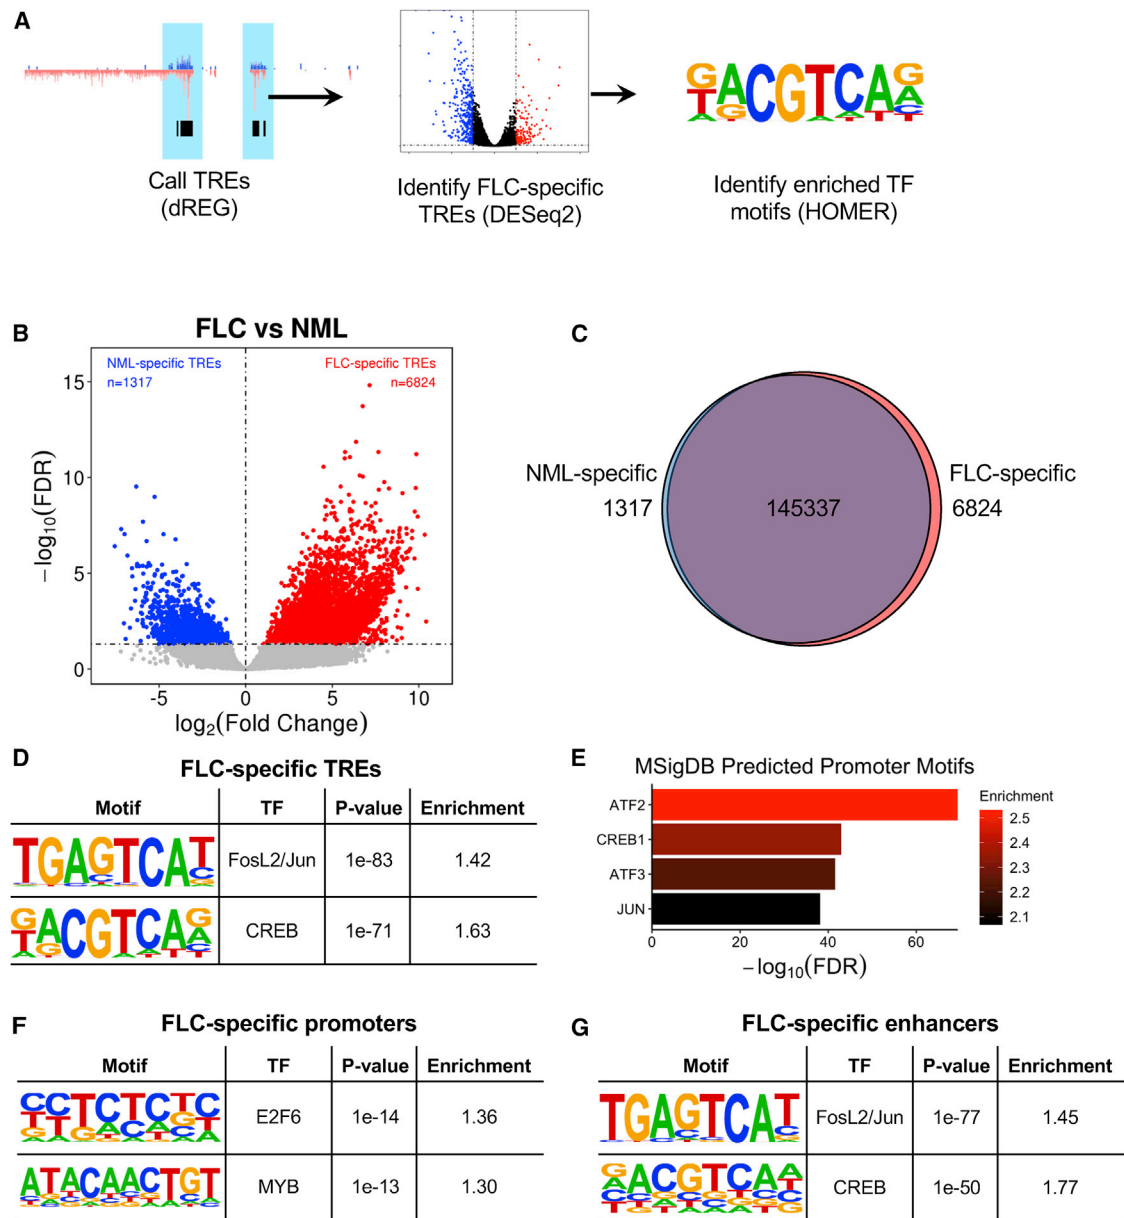 A
Call TREs
(dREG)
Identify FLC-specific
TREs (DESeq2)
GACGTCAG
Identify enriched TF
motifs (HOMER)
B
FLC vs NML
NML-specific TREs
n=1317
FLC-specific TREs
n=6824
15
10
5
0
−log10(FDR)
-5 0 5 10
log2(Fold Change)
C
NML-specific
1317
145337
FLC-specific
6824
D
FLC-specific TREs
Motif TF P-value Enrichment
TGAGTCAT FosL2/Jun 1e-83 1.42
GACGTCAG CREB 1e-71 1.63
E
MSigDB Predicted Promoter Motifs
ATF2
CREB1
ATF3
JUN
0 20 40 60
−log10(FDR)
Enrichment
2.5
2.4
2.3
2.2
2.1
F
FLC-specific promoters
Motif TF P-value Enrichment
CCTCTCTC E2F6 1e-14 1.36
ATACAACTGT MYB 1e-13 1.30
G
FLC-specific enhancers
Motif TF P-value Enrichment
TGAGTCAT FosL2/Jun 1e-77 1.45
GACGTCAA CREB 1e-50 1.77